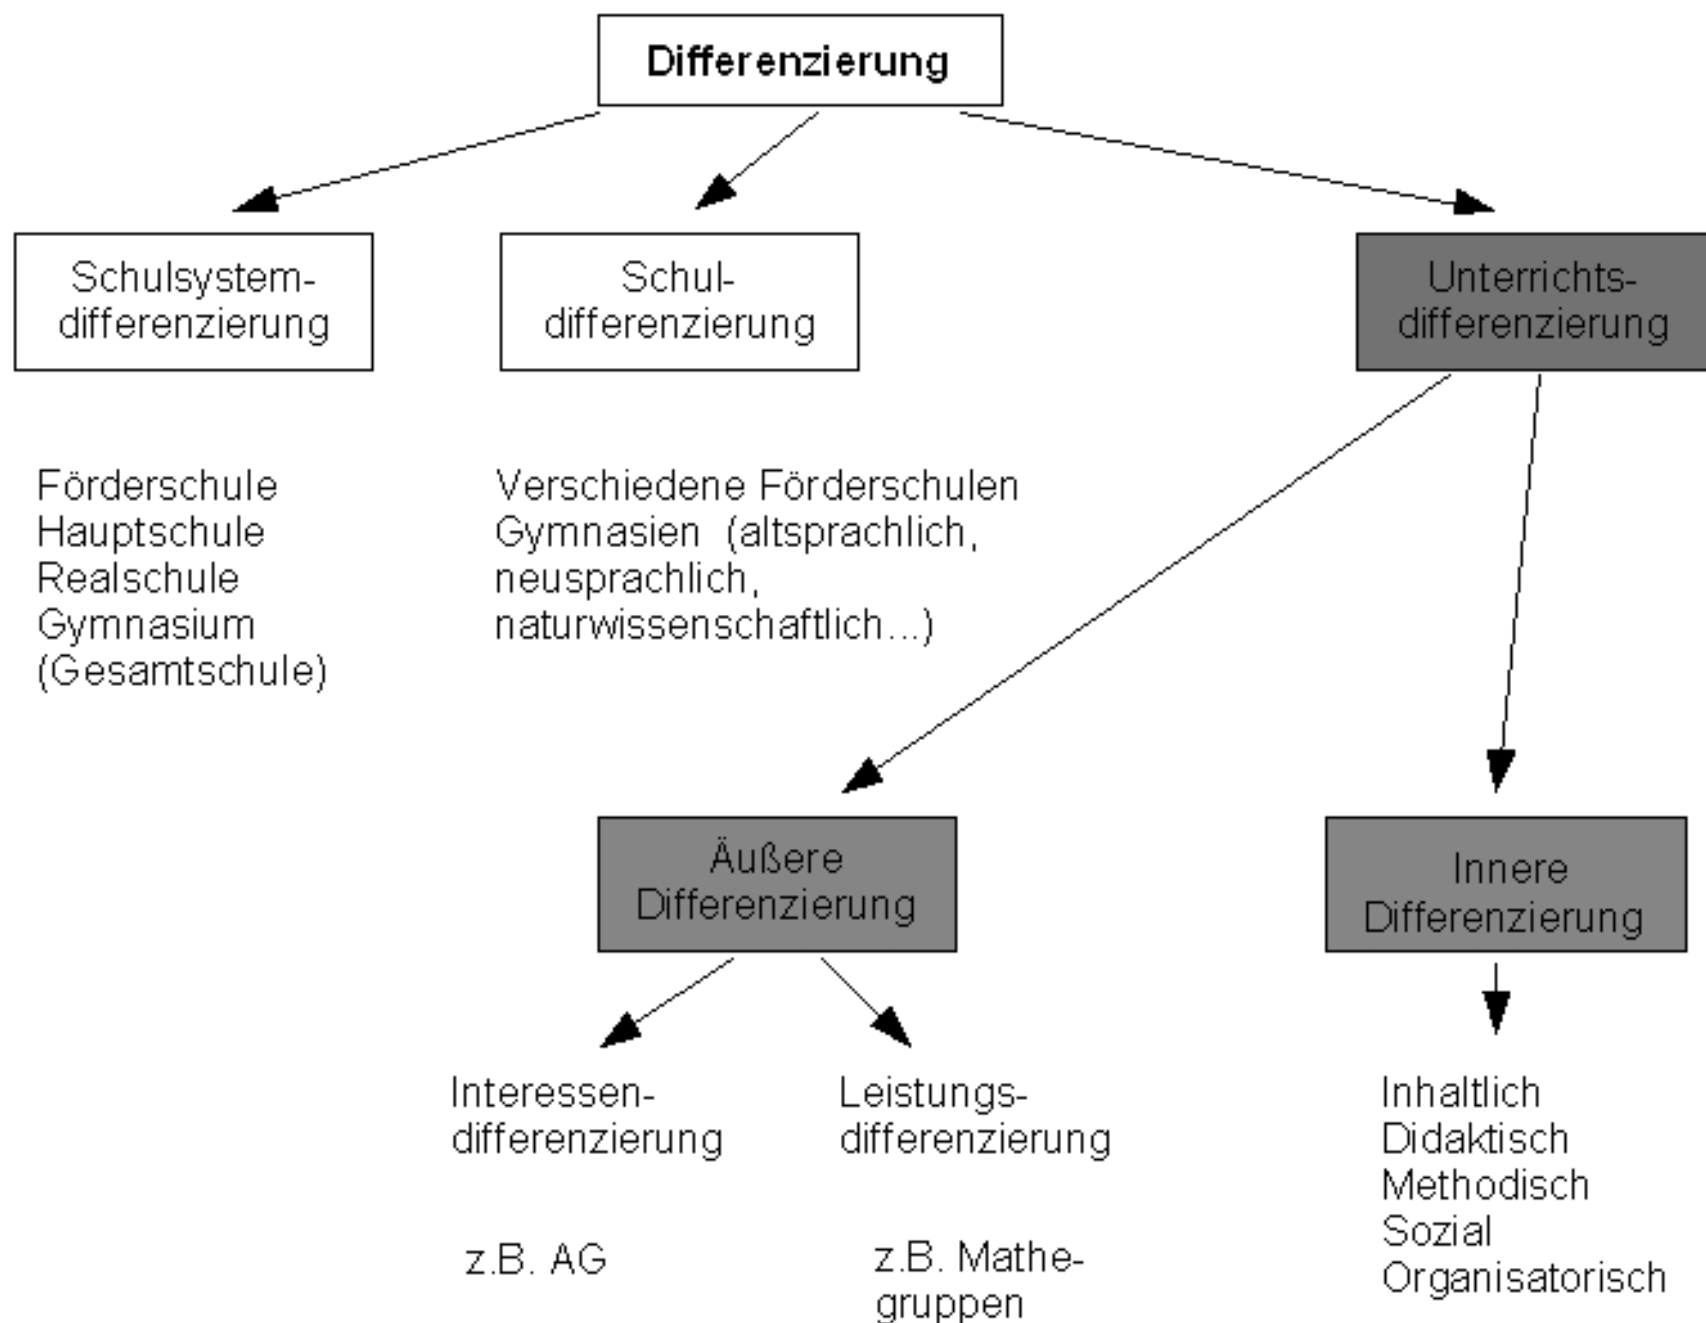 Differenzierung
Schulsystem-
differenzierung
Schul-
differenzierung
Unterrichts-
differenzierung
Förderschule
Hauptschule
Realschule
Gymnasium
(Gesamtschule)
Verschiedene Förderschulen
Gymnasien (altsprachlich,
neusprachlich,
naturwissenschaftlich...)
Äußere
Differenzierung
Innere
Differenzierung
Interessen-
differenzierung
z.B. AG
Leistungs-
differenzierung
z.B. Mathe-
gruppen
Inhaltlich
Didaktisch
Methodisch
Sozial
Organisatorisch